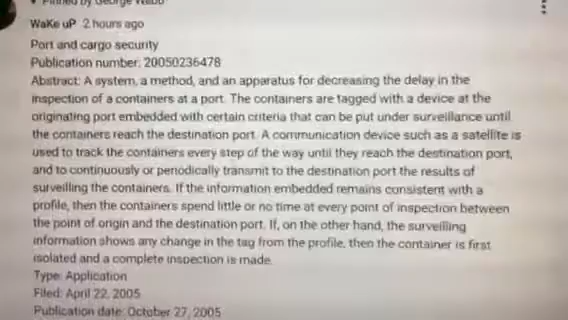 Pinned by George Webb
WaKe uP 2 hours ago
Port and cargo security
Publication number: 20050236478
Abstract: A system, a method, and an apparatus for decreasing the delay in the
inspection of a containers at a port. The containers are tagged with a device at the
originating port embedded with certain criteria that can be put under surveillance until
the containers reach the destination port. A communication device such as a satellite is
used to track the containers every step of the way until they reach the destination port,
and to continuously or periodically transmit to the destination port the results of
surveilling the containers. If the information embedded remains consistent with a
profile, then the containers spend little or no time at every point of inspection between
the point of origin and the destination port. If, on the other hand, the surveilling
information shows any change in the tag from the profile, then the container is first
isolated and a complete inspection is made.
Type: Application
Filed: April 22, 2005
Publication date: October 27, 2005